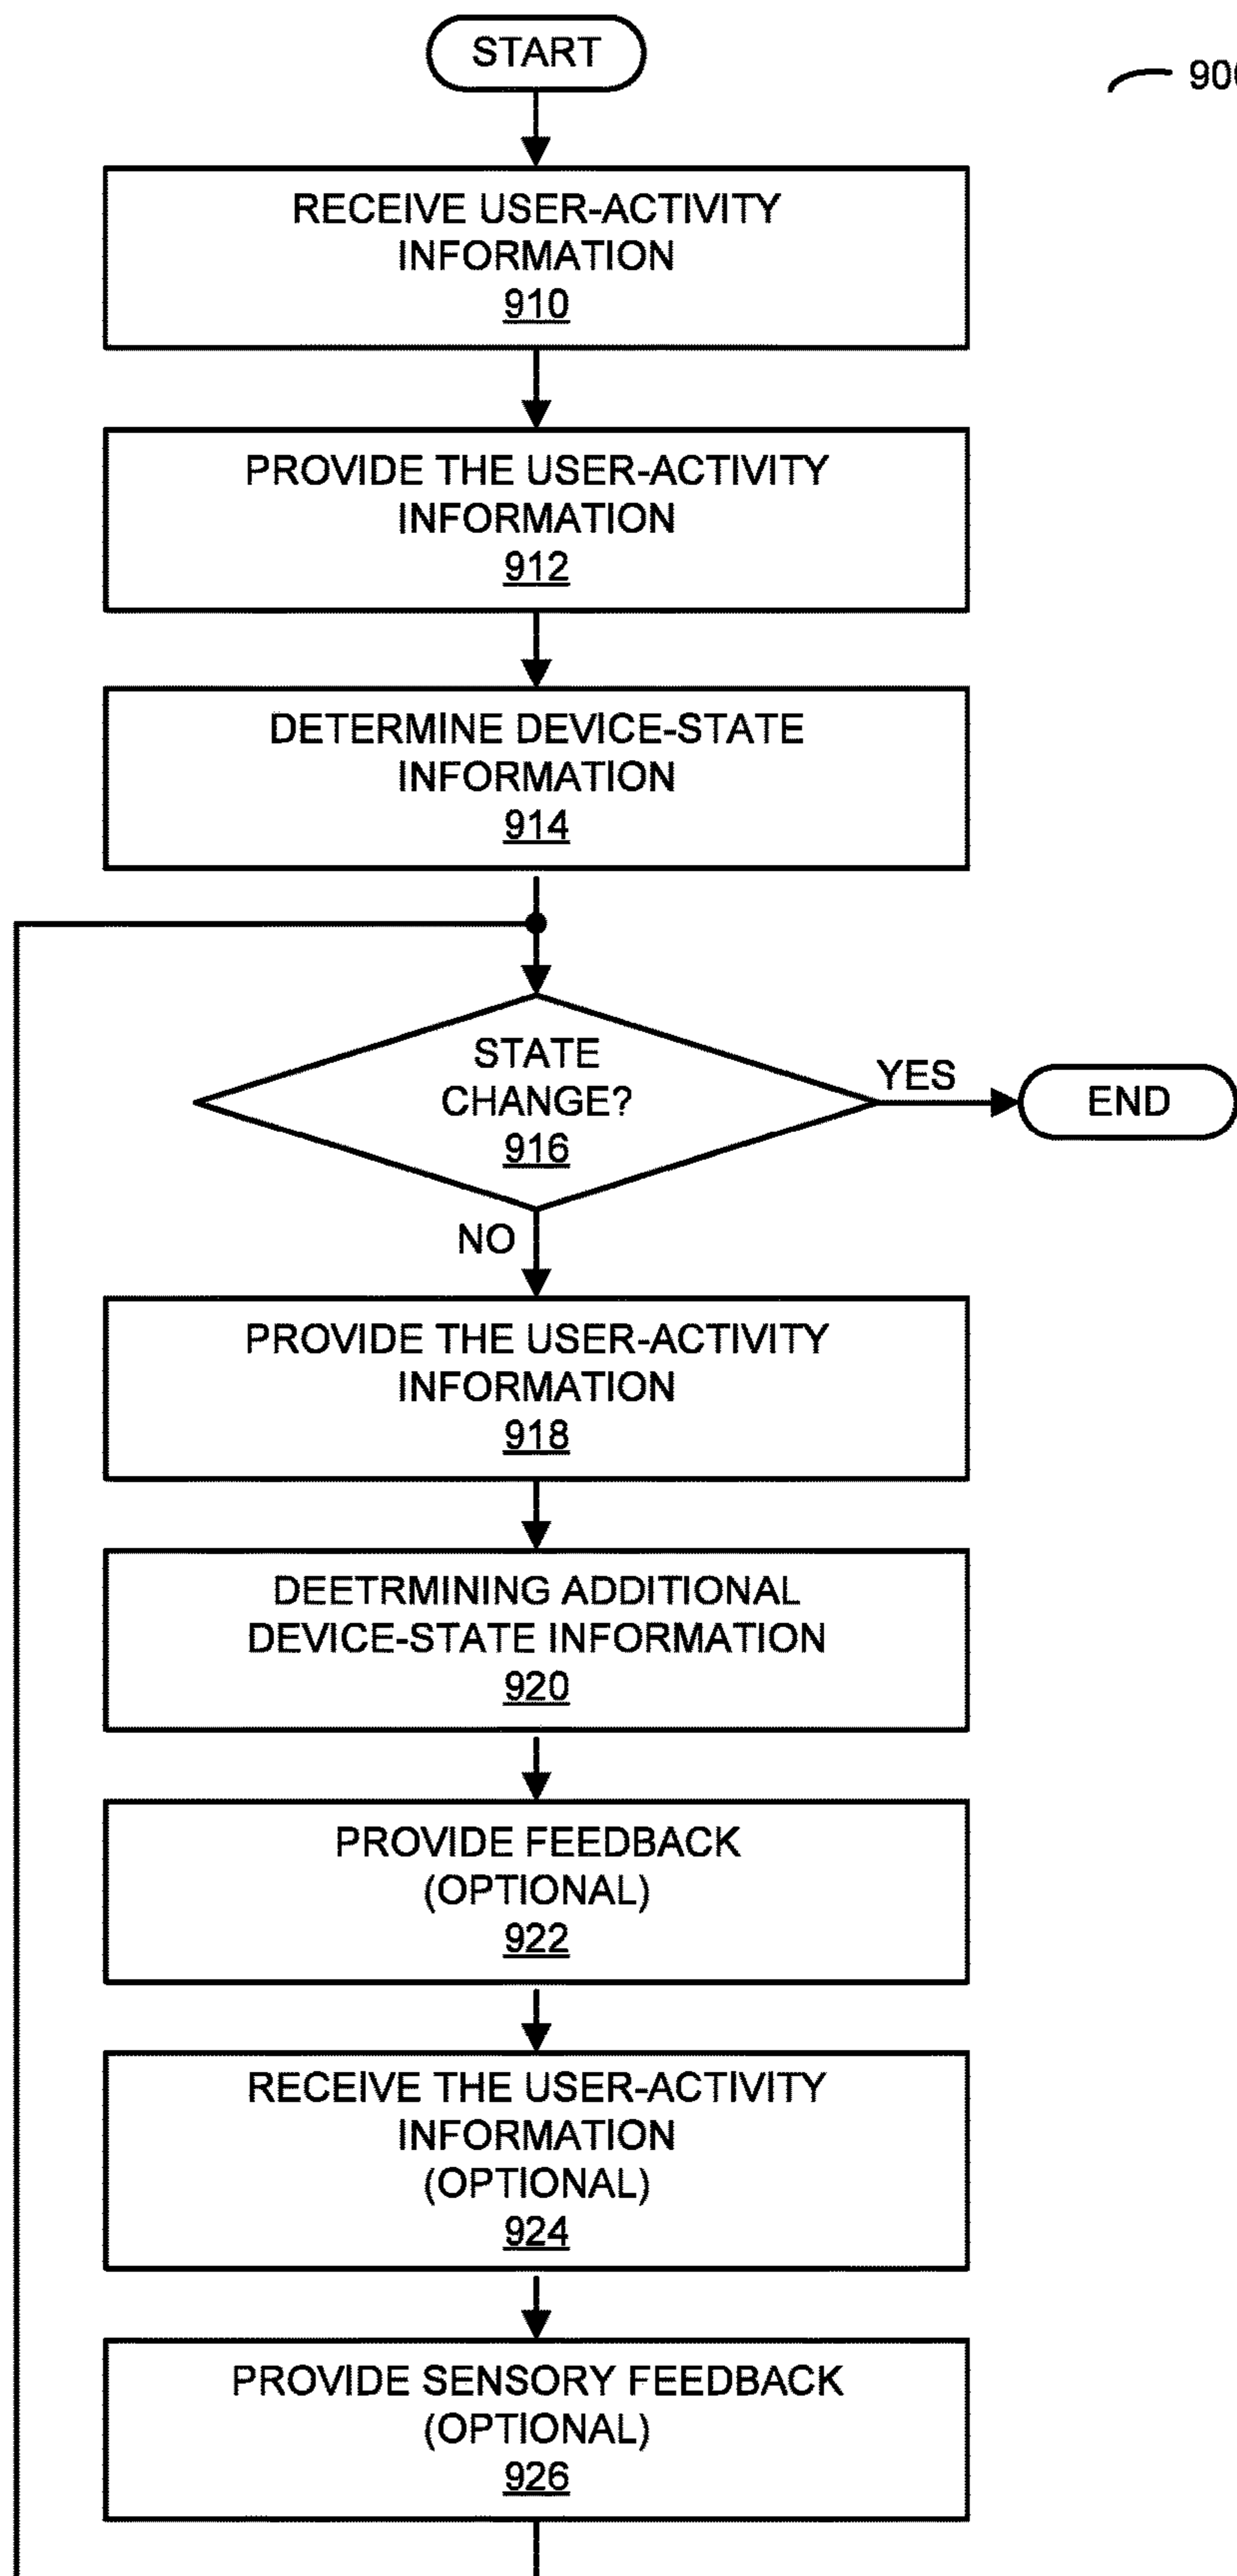 START
RECEIVE USER-ACTIVITY
INFORMATION
910
PROVIDE THE USER-ACTIVITY
INFORMATION
912
DETERMINE DEVICE-STATE
INFORMATION
914
STATE
CHANGE?
916
YES
END
NO
PROVIDE THE USER-ACTIVITY
INFORMATION
918
DEETRMINING ADDITIONAL
DEVICE-STATE INFORMATION
920
PROVIDE FEEDBACK
(OPTIONAL)
922
RECEIVE THE USER-ACTIVITY
INFORMATION
(OPTIONAL)
924
PROVIDE SENSORY FEEDBACK
(OPTIONAL)
926